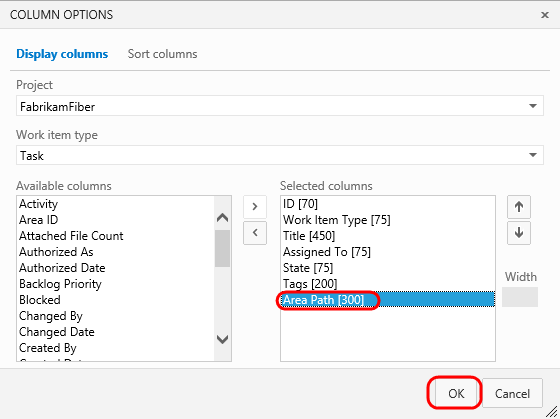 COLUMN OPTIONS
Display columns Sort columns
Project
FabrikamFiber
Work item type
Task
Available columns
Activity
Area ID
Attached File Count
Authorized As
Authorized Date
Backlog Priority
Blocked
Changed By
Changed Date
Created By
Created Date
Selected columns
ID [70]
Work Item Type [75]
Title [450]
Assigned To [75]
State [75]
Tags [200]
Area Path [300]
Width
OK Cancel